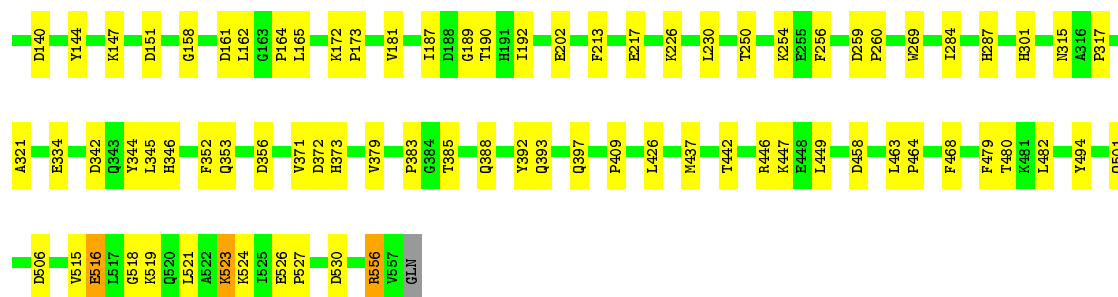 D140 Y144 K147 D151 G158 D161 L162 G163 P164 L165 K172 P173 V181 I187 D188 G189 T190 H191 I192 E202 F213 E217 K226 L230 T250 K254 E255 F256 D259 P260 W269 I284 H287 H301 N315 A316 P317
A321 E334 D342 Q343 Y344 L345 H346 F352 Q353 D356 V371 D372 H373 V379 P383 G384 T385 Q388 Y392 Q393 Q397 P409 L426 M437 T442 R446 K447 E448 L449 D458 L463 P464 F468 F479 T480 K481 L482 Y494
D506 V515 E516 L517 G518 K519 Q520 L521 A522 K523 K524 I525 E526 P527 D530 R556 V557 GLN